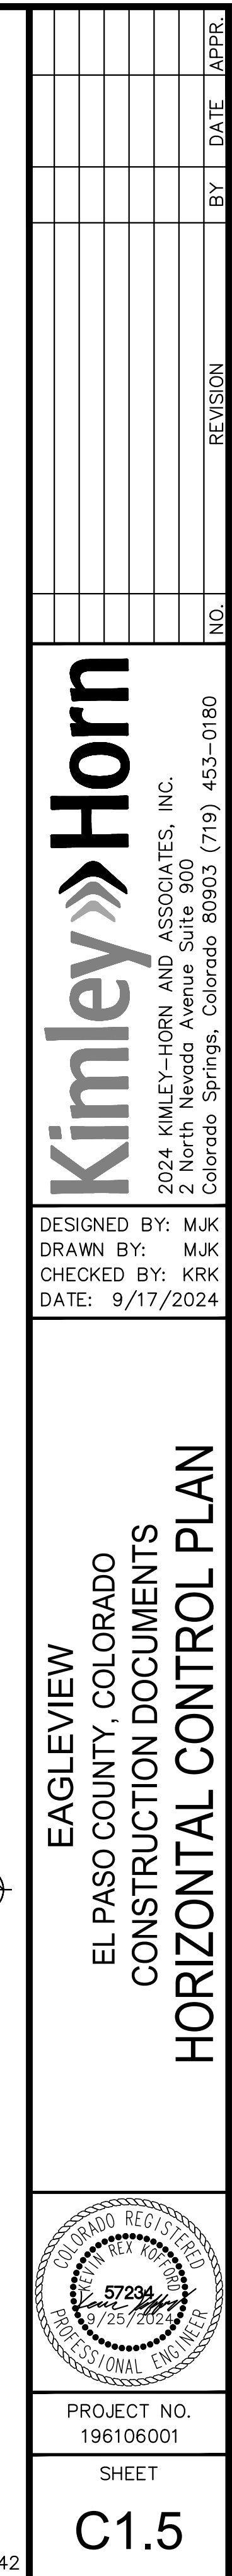 NO. REVISION BY DATE APPR.
Kimley»Horn
2024 KIMLEY-HORN AND ASSOCIATES, INC.
2 North Nevada Avenue Suite 900
Colorado Springs, Colorado 80903 (719) 453-0180
DESIGNED BY: MJK
DRAWN BY: MJK
CHECKED BY: KRK
DATE: 9/17/2024
EAGLEVIEW
EL PASO COUNTY, COLORADO
CONSTRUCTION DOCUMENTS
HORIZONTAL CONTROL PLAN
COLORADO REGISTERED
KEVIN REX KOFFORD
57234
9/25/2024
PROFESSIONAL ENGINEER
PROJECT NO.
196106001
SHEET
C1.5
42